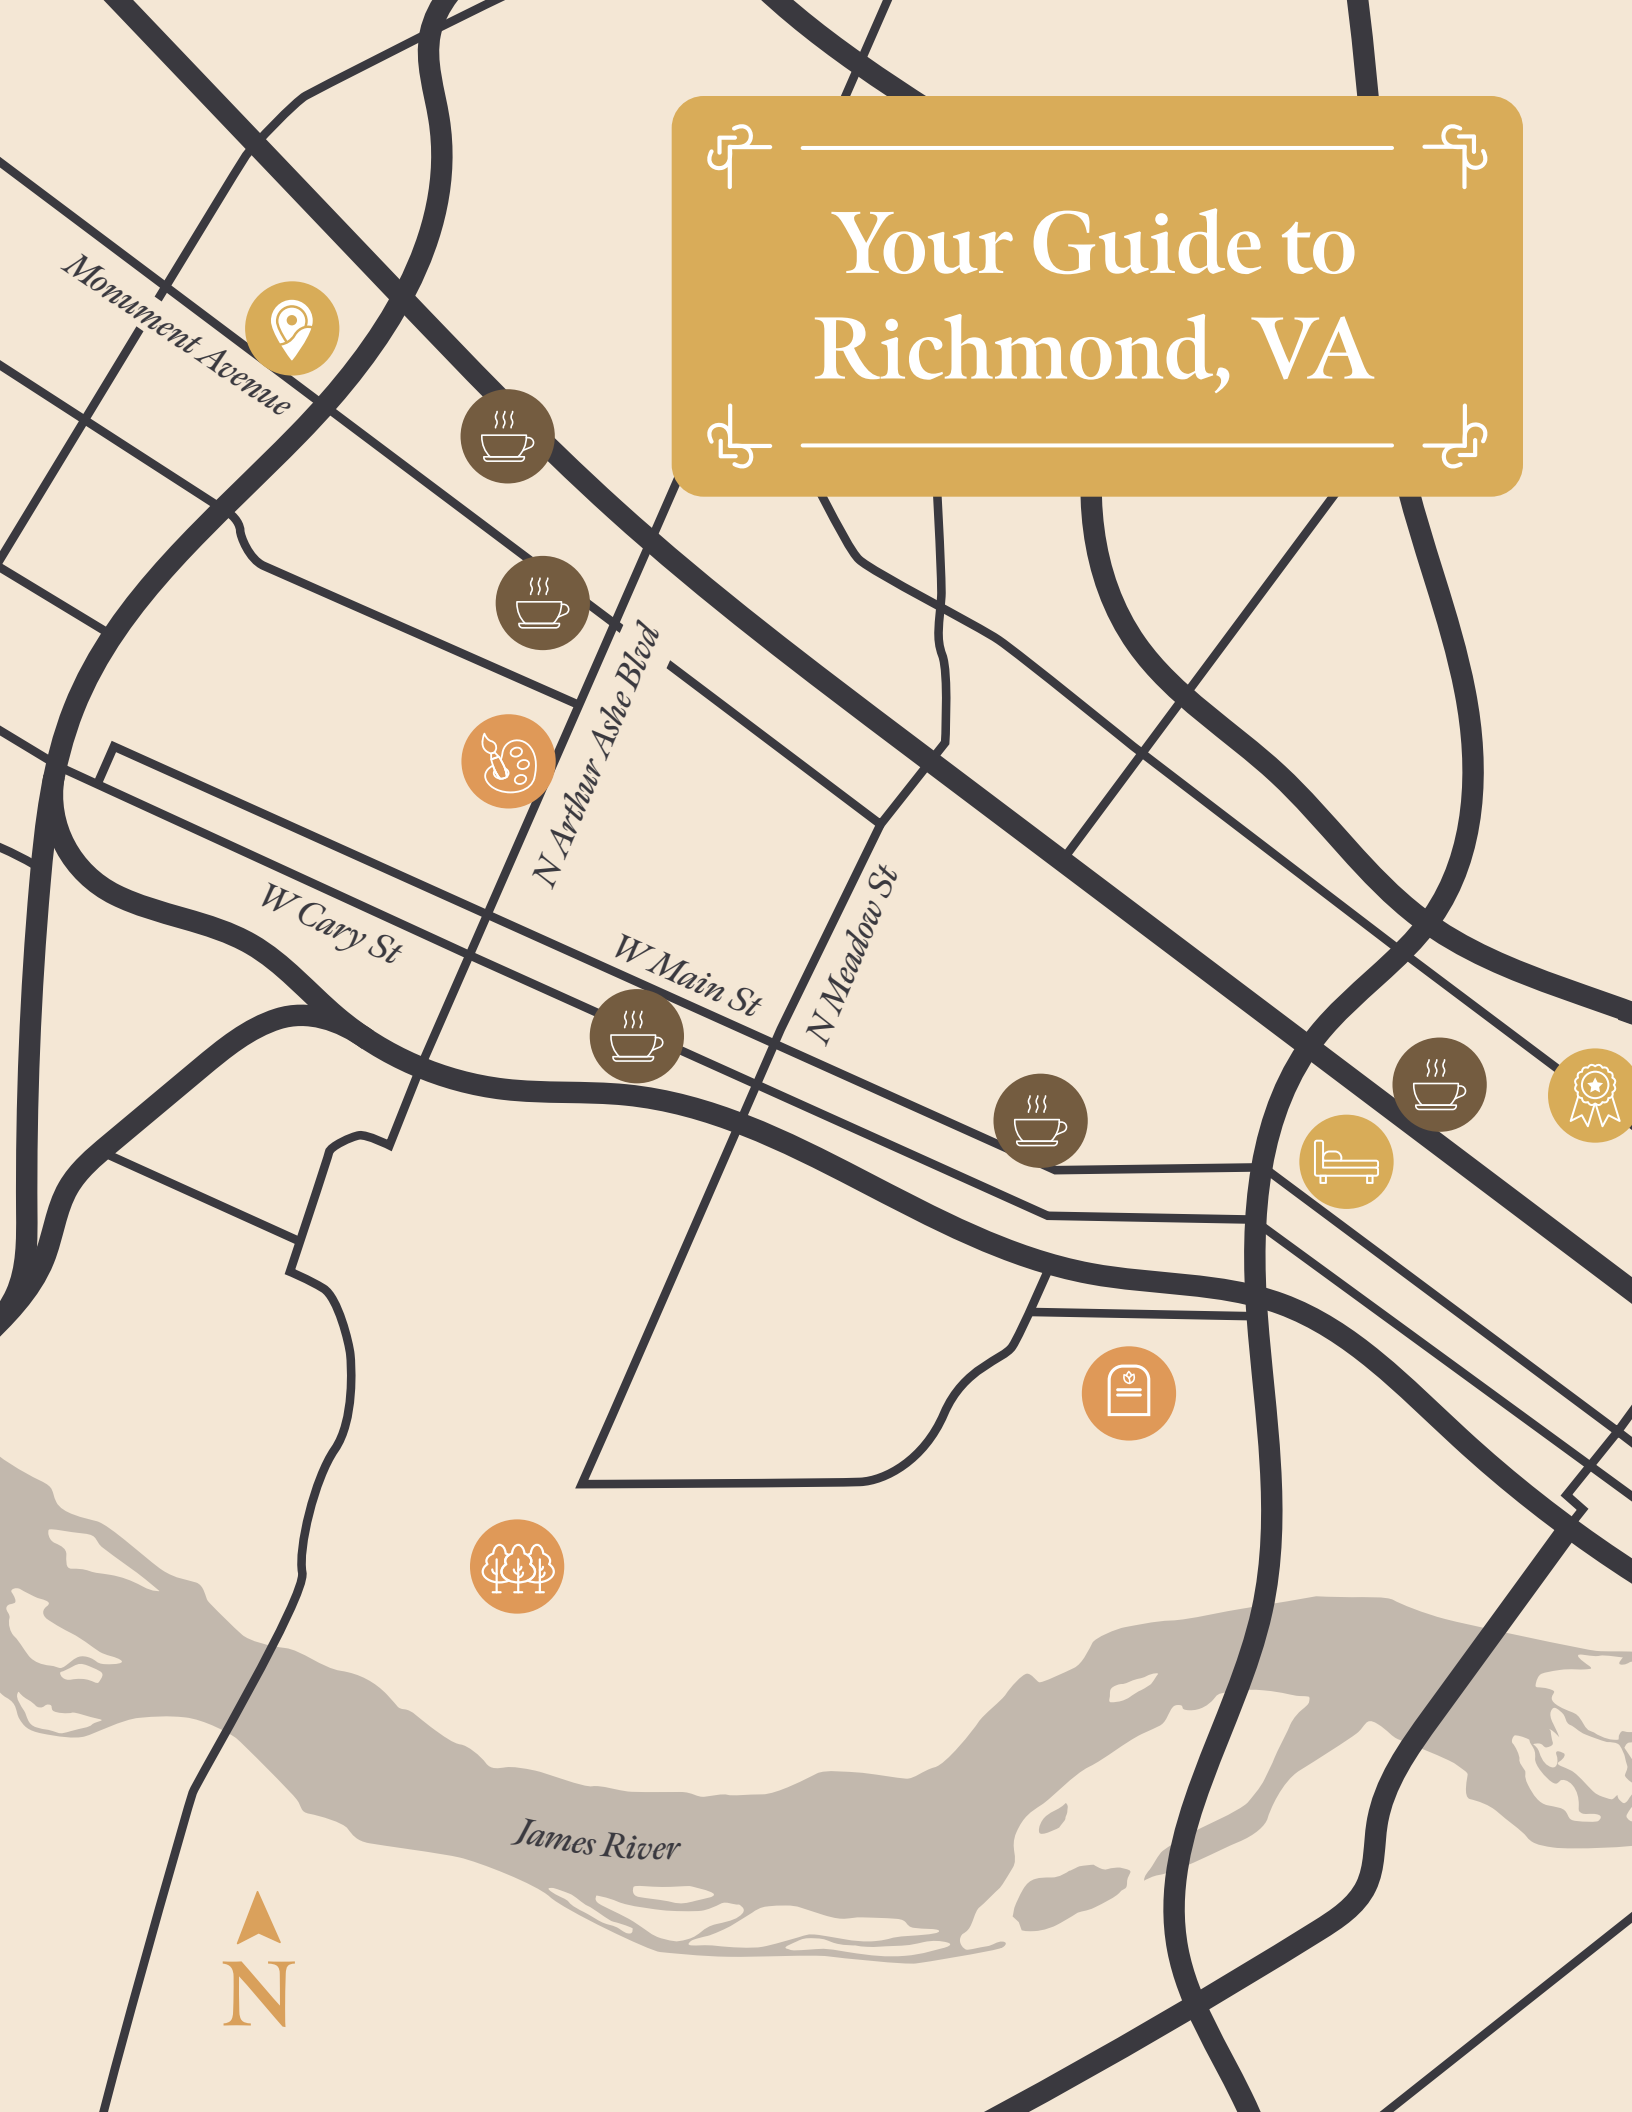 Your Guide to
Richmond, VA
Monument Avenue
N Arthur Ashe Blvd
W Cary St
W Main St
N Meadow St
James River
N